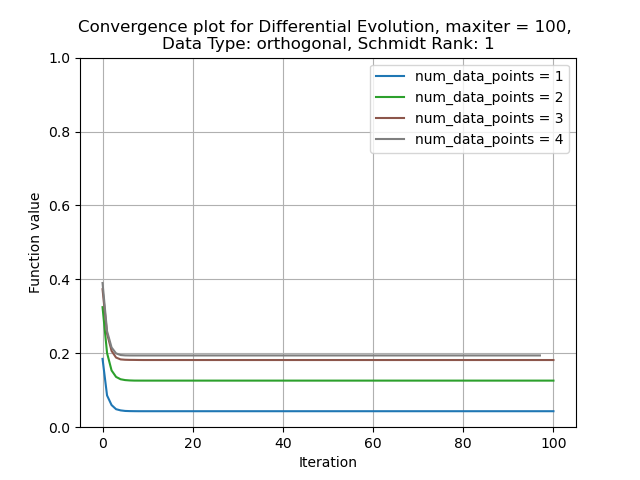 Convergence plot for Differential Evolution, maxiter = 100,
Data Type: orthogonal, Schmidt Rank: 1
num_data_points = 1
num_data_points = 2
num_data_points = 3
num_data_points = 4
Function value
1.0
0.8
0.6
0.4
0.2
0.0
0
20
40
60
80
100
Iteration